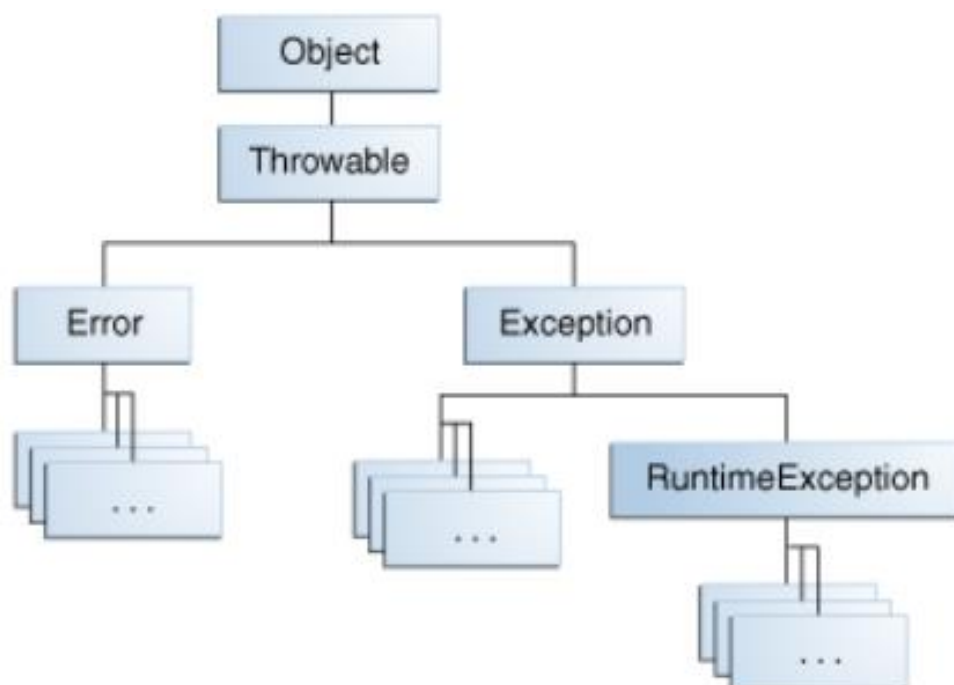 Object
Throwable
Error
Exception
...
...
RuntimeException
...